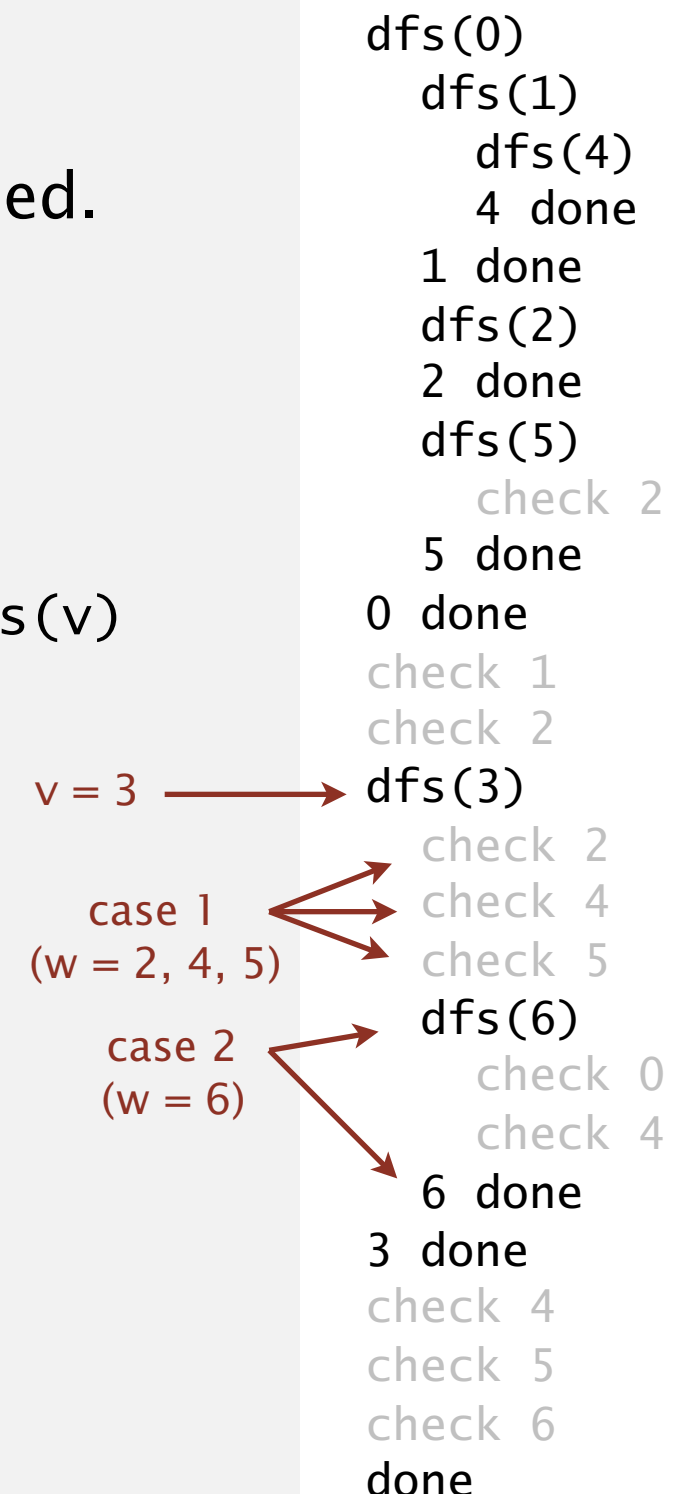 ed.
s(v)
v = 3
case 1
(w = 2, 4, 5)
case 2
(w = 6)
dfs(0)
dfs(1)
dfs(4)
4 done
1 done
dfs(2)
2 done
dfs(5)
check 2
5 done
0 done
check 1
check 2
dfs(3)
check 2
check 4
check 5
dfs(6)
check 0
check 4
6 done
3 done
check 4
check 5
check 6
done